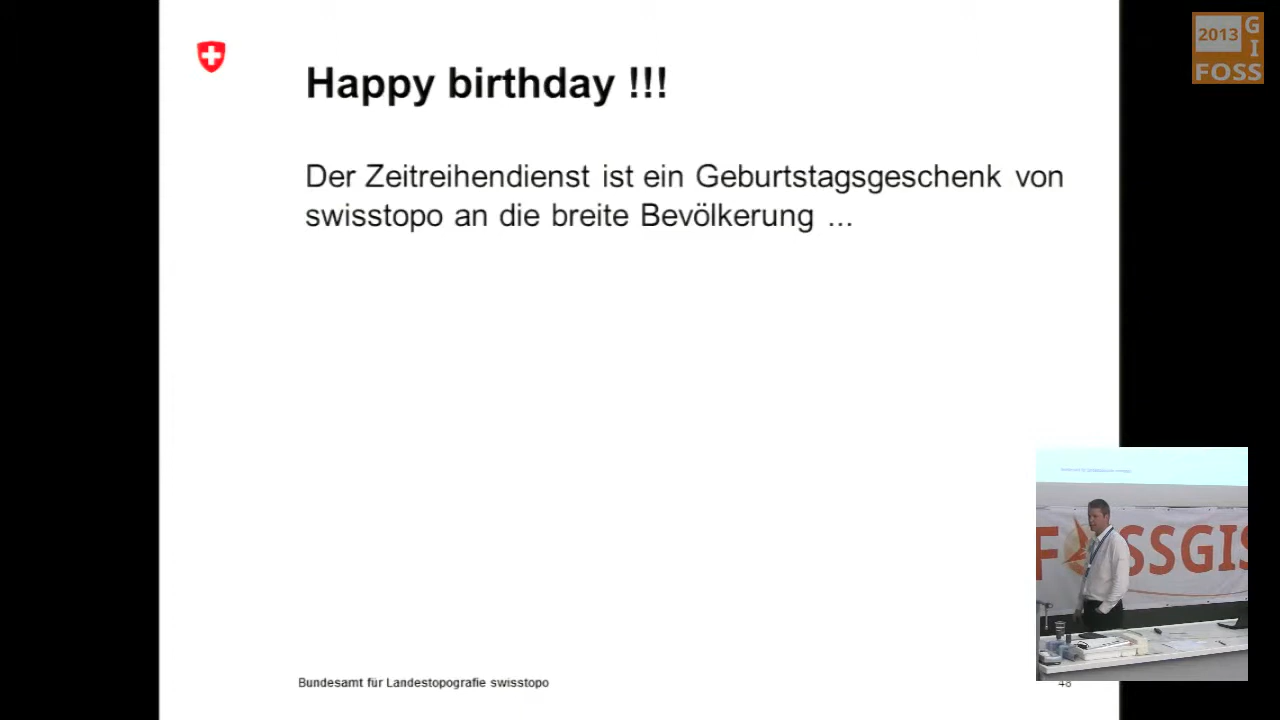 Happy birthday !!!
Der Zeitreihendienst ist ein Geburtstagsgeschenk von
swisstopo an die breite Bevölkerung ...
Bundesamt für Landestopografie swisstopo
48
2013
G
I
FOSS
FOSSGIS